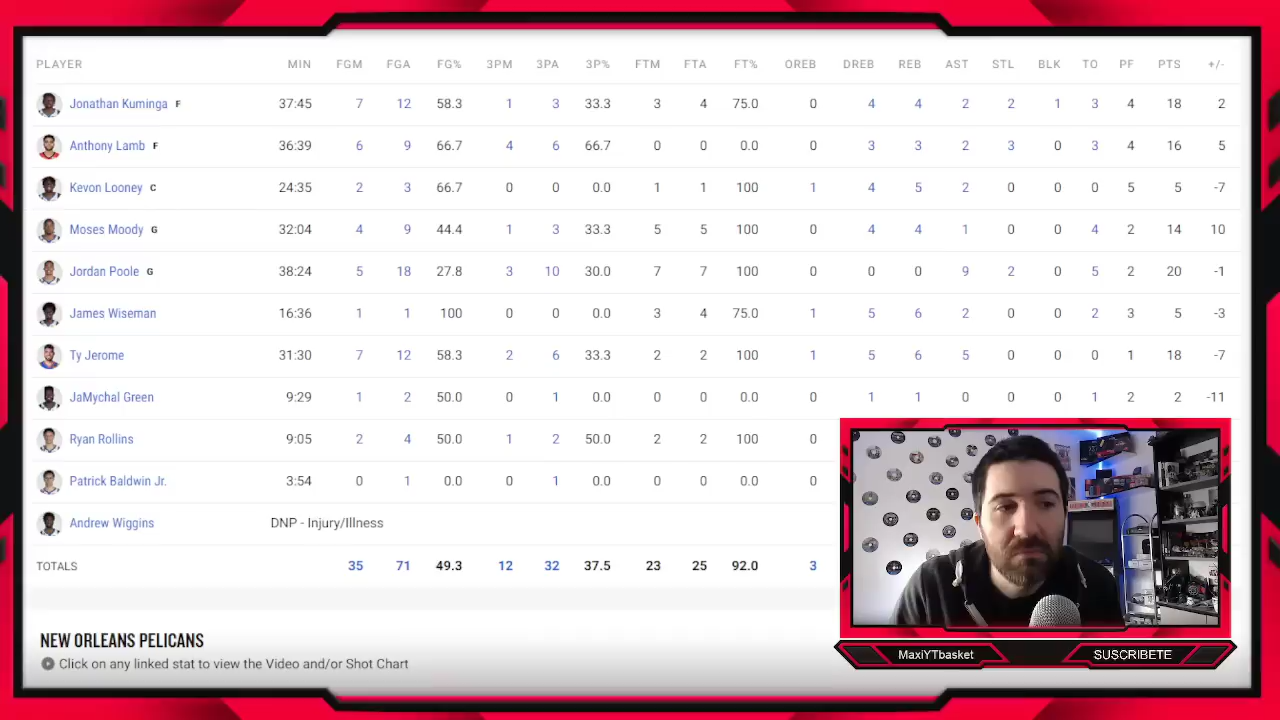 PLAYER MIN FGM FGA FG% 3PM 3PA 3P% FTM FTA FT% OREB DREB REB AST STL BLK TO PF PTS +/-
Jonathan Kuminga F 37:45 7 12 58.3 1 3 33.3 3 4 75.0 0 4 4 2 2 1 3 4 18 2
Anthony Lamb F 36:39 6 9 66.7 4 6 66.7 0 0 0.0 0 3 3 2 3 0 3 4 16 5
Kevon Looney C 24:35 2 3 66.7 0 0 0.0 1 1 100 1 4 5 2 0 0 0 5 5 -7
Moses Moody G 32:04 4 9 44.4 1 3 33.3 5 5 100 0 4 4 1 0 0 4 2 14 10
Jordan Poole G 38:24 5 18 27.8 3 10 30.0 7 7 100 0 0 0 9 2 0 5 2 20 -1
James Wiseman 16:36 1 1 100 0 0 0.0 3 4 75.0 1 5 6 2 0 0 2 3 5 -3
Ty Jerome 31:30 7 12 58.3 2 6 33.3 2 2 100 1 5 6 5 0 0 0 1 18 -7
JaMychal Green 9:29 1 2 50.0 0 1 0.0 0 0 0.0 0 1 1 0 0 0 1 2 2 -11
Ryan Rollins 9:05 2 4 50.0 1 2 50.0 2 2 100 0
Patrick Baldwin Jr. 3:54 0 1 0.0 0 1 0.0 0 0 0.0 0
Andrew Wiggins DNP - Injury/Illness
TOTALS 35 71 49.3 12 32 37.5 23 25 92.0 3
NEW ORLEANS PELICANS
Click on any linked stat to view the Video and/or Shot Chart
MaxiYTbasket SUSCRIBETE